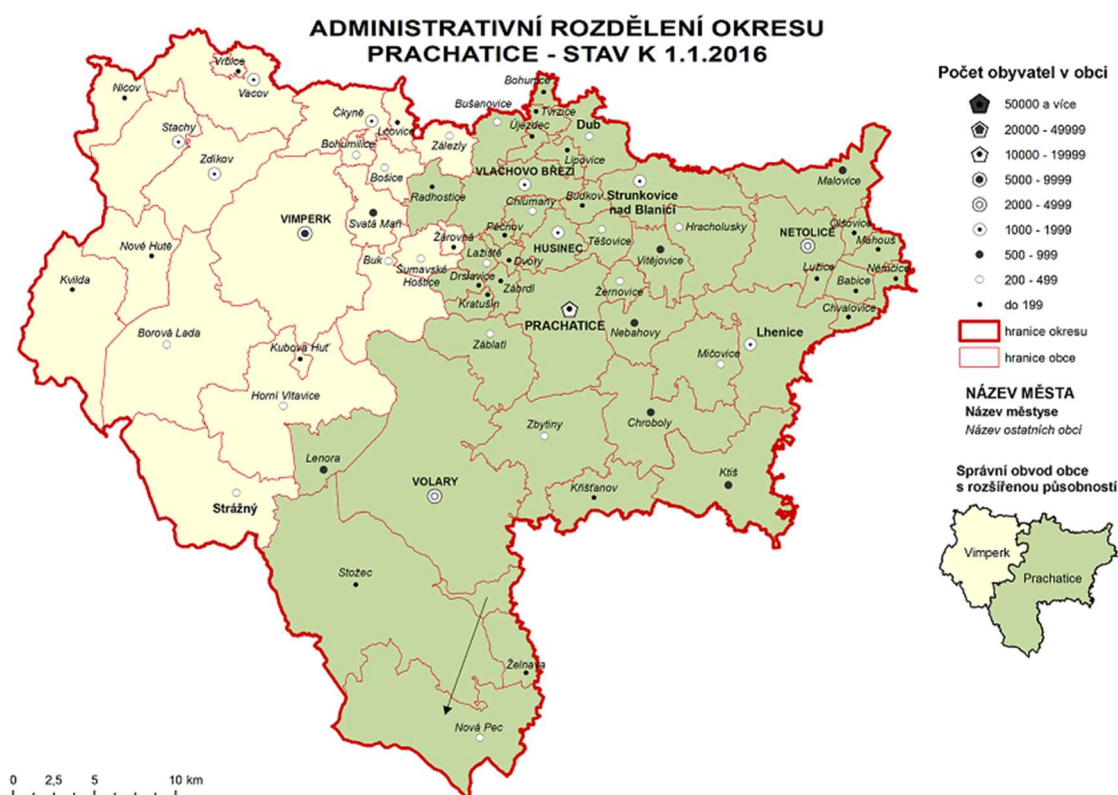 ADMINISTRATIVNÍ ROZDĚLENÍ OKRESU
PRACHATICE - STAV K 1.1.2016
Počet obyvatel v obci
50000 a více
20000 - 49999
10000 - 19999
5000 - 9999
2000 - 4999
1000 - 1999
500 - 999
200 - 499
do 199
hranice okresu
hranice obce
NÁZEV MĚSTA
Název městyse
Název ostatních obcí
Správní obvod obce
s rozšířenou působností
Vimperk
Prachatice
Vrbice
Nicov
Vacov
Bohunice
Bušanovice
Tvrzice
Čkyně
Lčovice
Újezdec
Dub
Stachy
Bohumilice
Zálezly
Lipovice
Zdíkov
Bošice
VLACHOVO BŘEZÍ
Malovice
Radhostice
Chlumany
Budkov
Strunkovice
nad Blanicí
VIMPERK
Svatá Maří
Pěčnov
HUSINEC
Těšovice
Hracholusky
NETOLICE
Olšovice
Mahouš
Nové Hutě
Žárovná
Lažiště
Dvory
Vitějovice
Buk
Šumavské
Hoštice
Drslavice
Zábrdí
Žernovice
Lužice
Babice
Němčice
Kvilda
Kratušín
PRACHATICE
Nebahovy
Chvalovice
Borová Lada
Kubova Huť
Záblatí
Lhenice
Mičovice
Horní Vltavice
Zbytiny
Chroboly
Lenora
VOLARY
Křišťanov
Ktiš
Strážný
Stožec
Želnava
Nová Pec
0 2,5 5 10 km